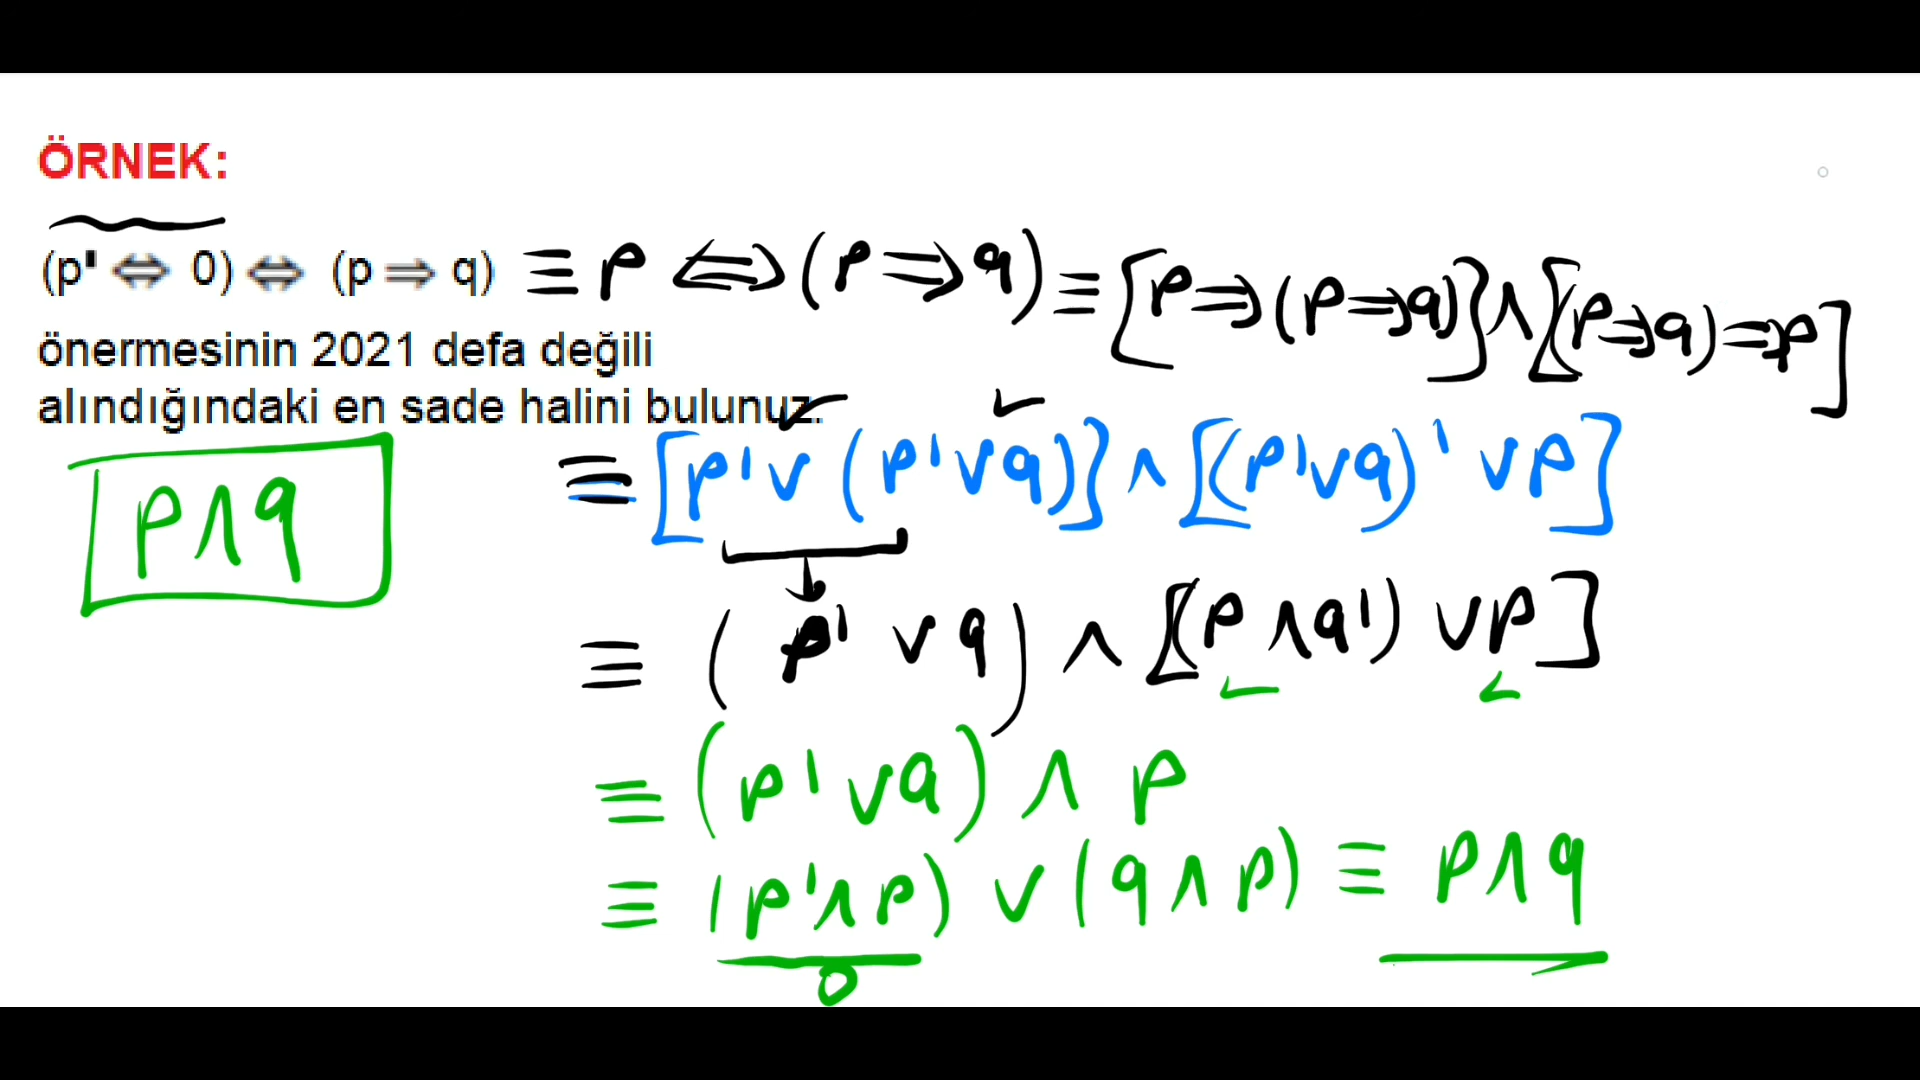 ÖRNEK:
(p' ⇔ 0) ⇔ (p ⇒ q) ≡ p ⇔ (p ⇒ q) ≡ [p ⇒ (p ⇒ q)] ∧ [(p ⇒ q) ⇒ p]
önermesinin 2021 defa değili
alındığındaki en sade halini bulunuz.
≡ [p' ∨ (p' ∨ q)] ∧ [(p' ∨ q)' ∨ p]
p ∧ q
≡ (p' ∨ q) ∧ [(p ∧ q') ∨ p]
≡ (p' ∨ q) ∧ p
≡ (p' ∧ p) ∨ (q ∧ p) ≡ p ∧ q
0